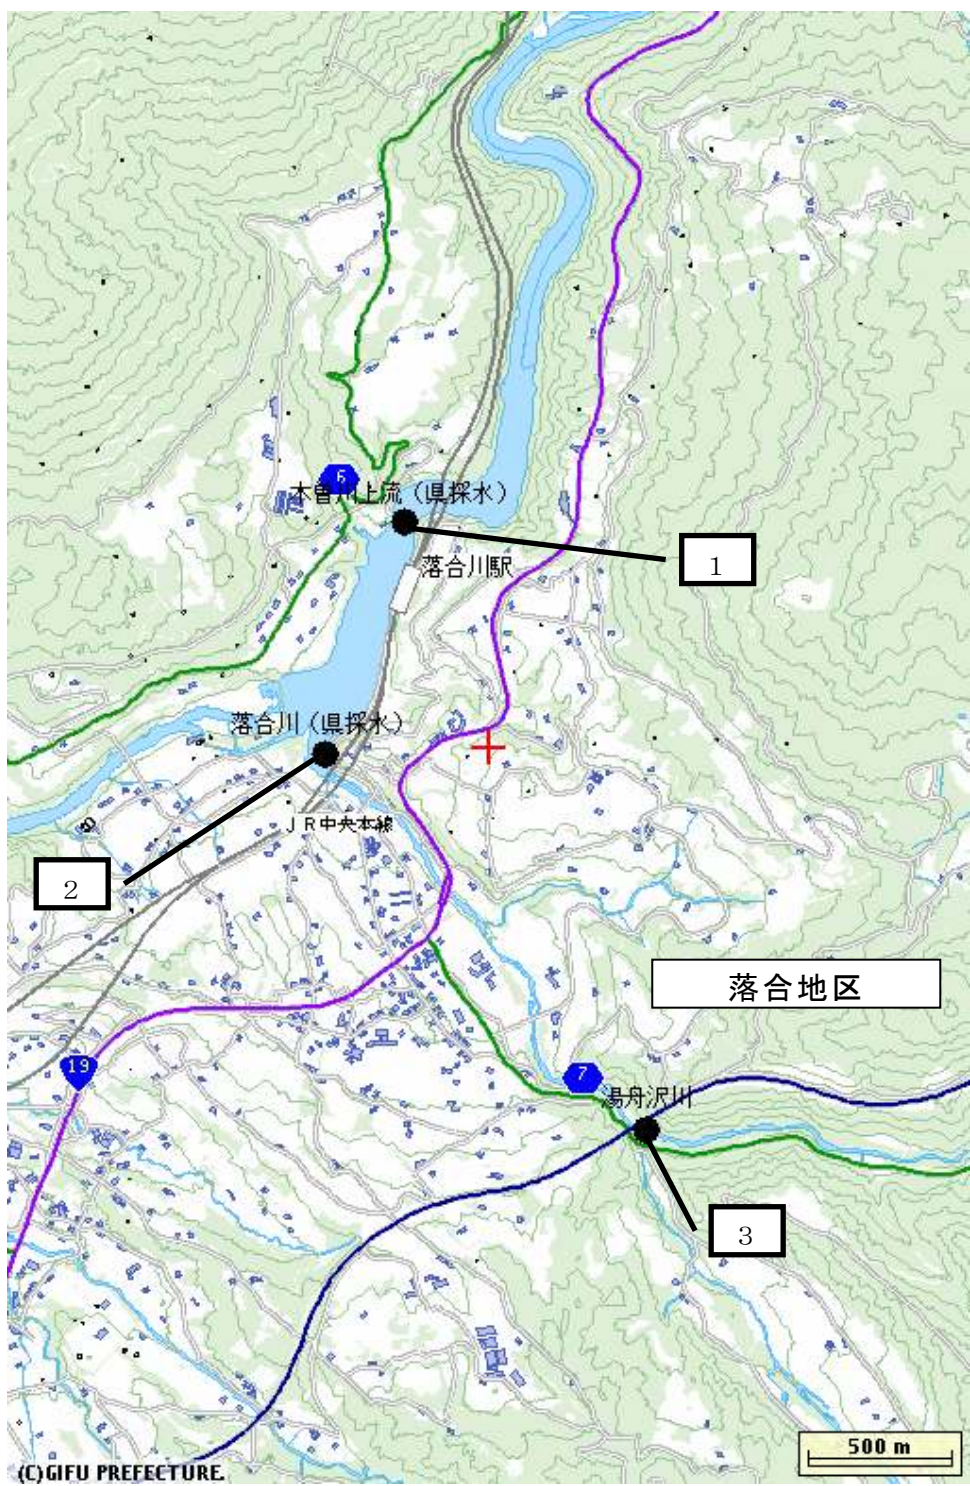 6
木曽川上流（県採水）
1
落合川駅
落合川（県採水）
ＪＲ中央本線
2
落合地区
19
7
湯舟沢川
3
500 m
(C)GIFU PREFECTURE.